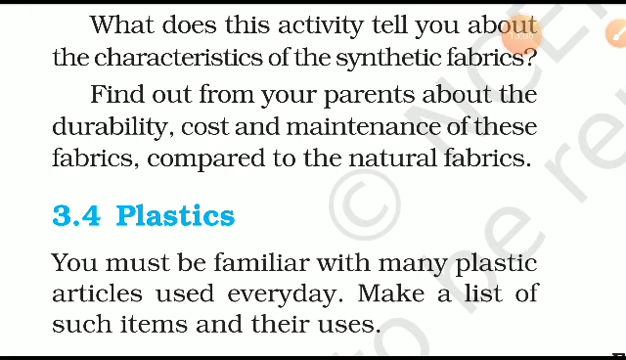 What does this activity tell you about
the characteristics of the synthetic fabrics?
Find out from your parents about the
durability, cost and maintenance of these
fabrics, compared to the natural fabrics.
3.4 Plastics
You must be familiar with many plastic
articles used everyday. Make a list of
such items and their uses.